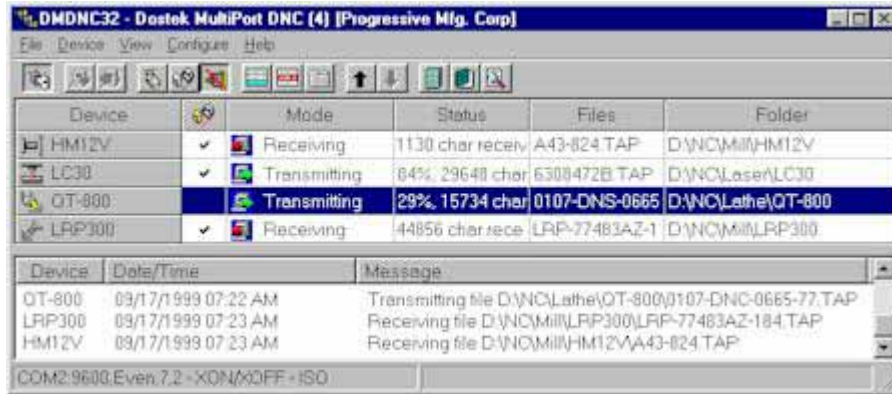 DMDNC32 - Dostek MultiPort DNC (4) [Progressive Mfg. Corp]
File Device View Configure Help
Device Mode Status Files Folder
HM12V Receiving 1130 char receiv A43-824.TAP D:\NC\Mill\HM12V
LC30 Transmitting 84%, 29648 char 6308472B.TAP D:\NC\Laser\LC30
QT-800 Transmitting 29%, 15734 char 0107-DNS-0665 D:\NC\Lathe\QT-800
LRP300 Receiving 44856 char rece LRP-77483AZ-1 D:\NC\Mill\LRP300
Device Date/Time Message
QT-800 09/17/1999 07:22 AM Transmitting file D:\NC\Lathe\QT-800\0107-DNC-0665-77.TAP
LRP300 09/17/1999 07:23 AM Receiving file D:\NC\Mill\LRP300\LRP-77483AZ-184.TAP
HM12V 09/17/1999 07:23 AM Receiving file D:\NC\Mill\HM12V\A43-824.TAP
COM2:9600,Even,7,2 - XON/XOFF - ISO